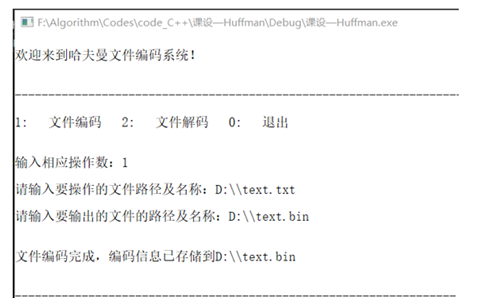 F:\Algorithm\Codes\code_C++\课设—Huffman\Debug\课设—Huffman.exe
欢迎来到哈夫曼文件编码系统!
1: 文件编码 2: 文件解码 0: 退出
输入相应操作数: 1
请输入要操作的文件路径及名称: D:\\text.txt
请输入要输出的文件的路径及名称: D:\\text.bin
文件编码完成, 编码信息已存储到D:\\text.bin